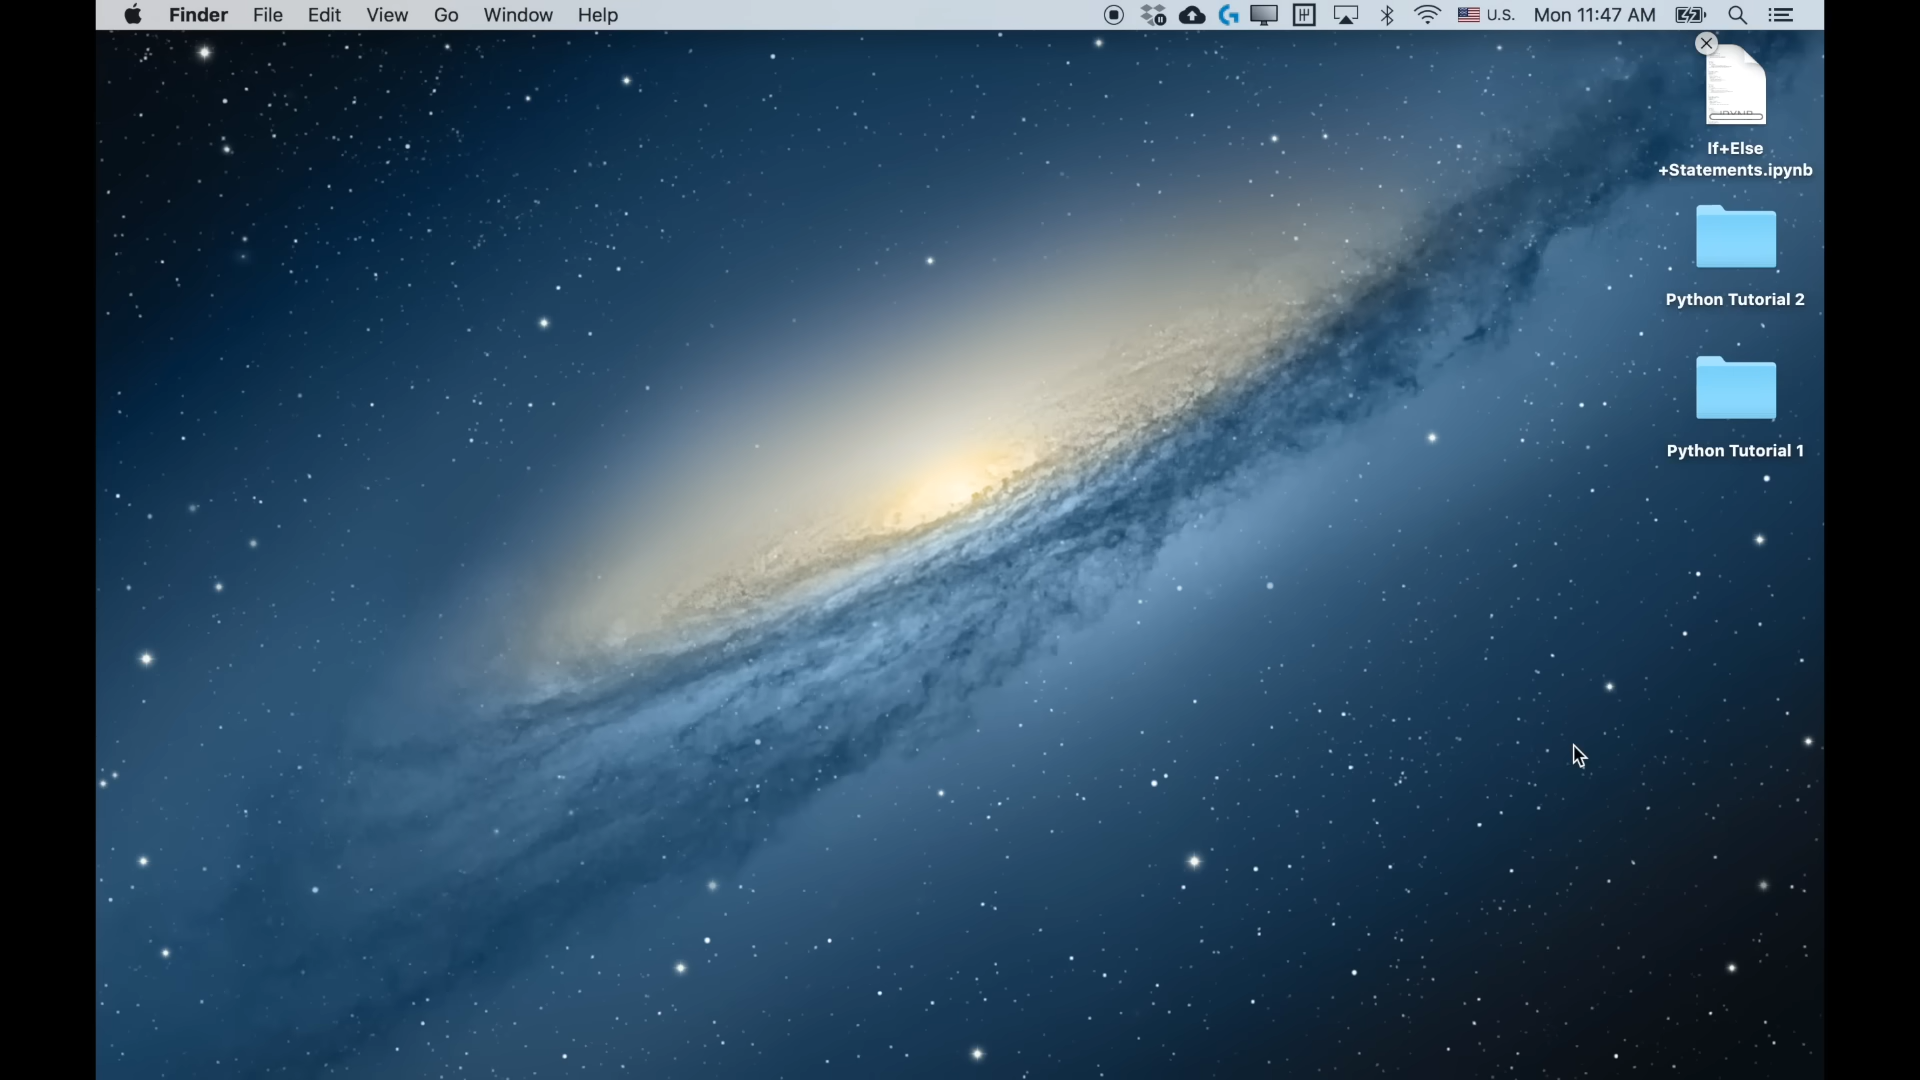 Finder File Edit View Go Window Help U.S. Mon 11:47 AM
If+Else
+Statements.ipynb
Python Tutorial 2
Python Tutorial 1